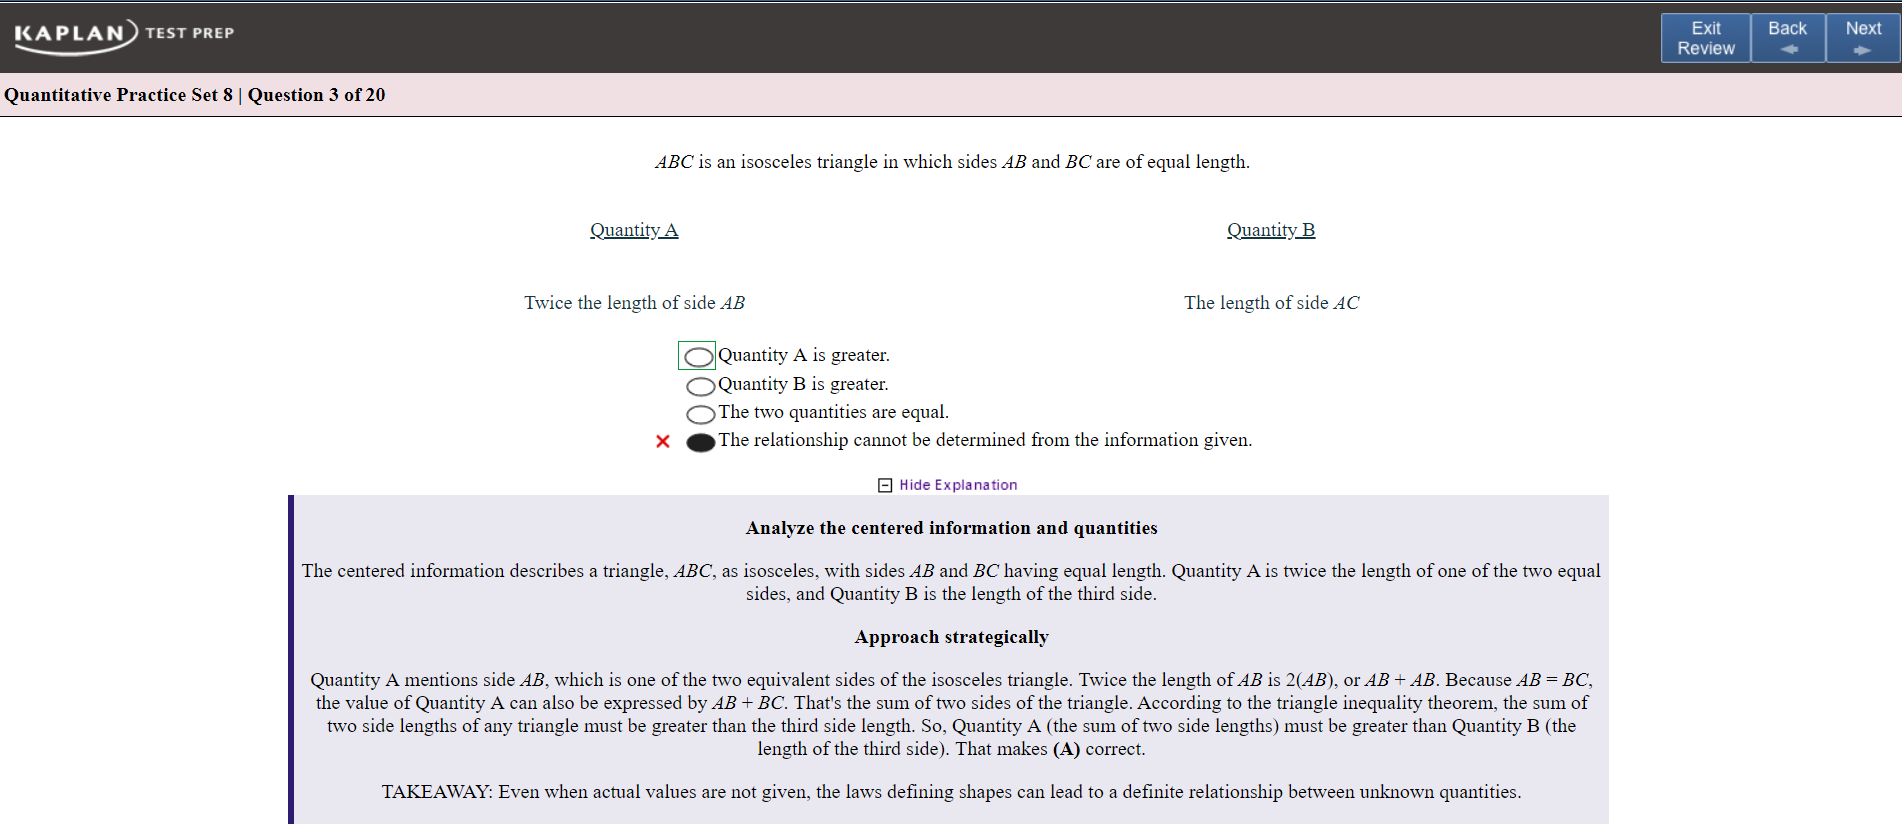 KAPLAN TEST PREP
Exit Review
Back
Next
Quantitative Practice Set 8 | Question 3 of 20
ABC is an isosceles triangle in which sides AB and BC are of equal length.
Quantity A
Quantity B
Twice the length of side AB
The length of side AC
Quantity A is greater.
Quantity B is greater.
The two quantities are equal.
The relationship cannot be determined from the information given.
Hide Explanation
Analyze the centered information and quantities
The centered information describes a triangle, ABC, as isosceles, with sides AB and BC having equal length. Quantity A is twice the length of one of the two equal
sides, and Quantity B is the length of the third side.
Approach strategically
Quantity A mentions side AB, which is one of the two equivalent sides of the isosceles triangle. Twice the length of AB is 2(AB), or AB + AB. Because AB = BC,
the value of Quantity A can also be expressed by AB + BC. That's the sum of two sides of the triangle. According to the triangle inequality theorem, the sum of
two side lengths of any triangle must be greater than the third side length. So, Quantity A (the sum of two side lengths) must be greater than Quantity B (the
length of the third side). That makes (A) correct.
TAKEAWAY: Even when actual values are not given, the laws defining shapes can lead to a definite relationship between unknown quantities.